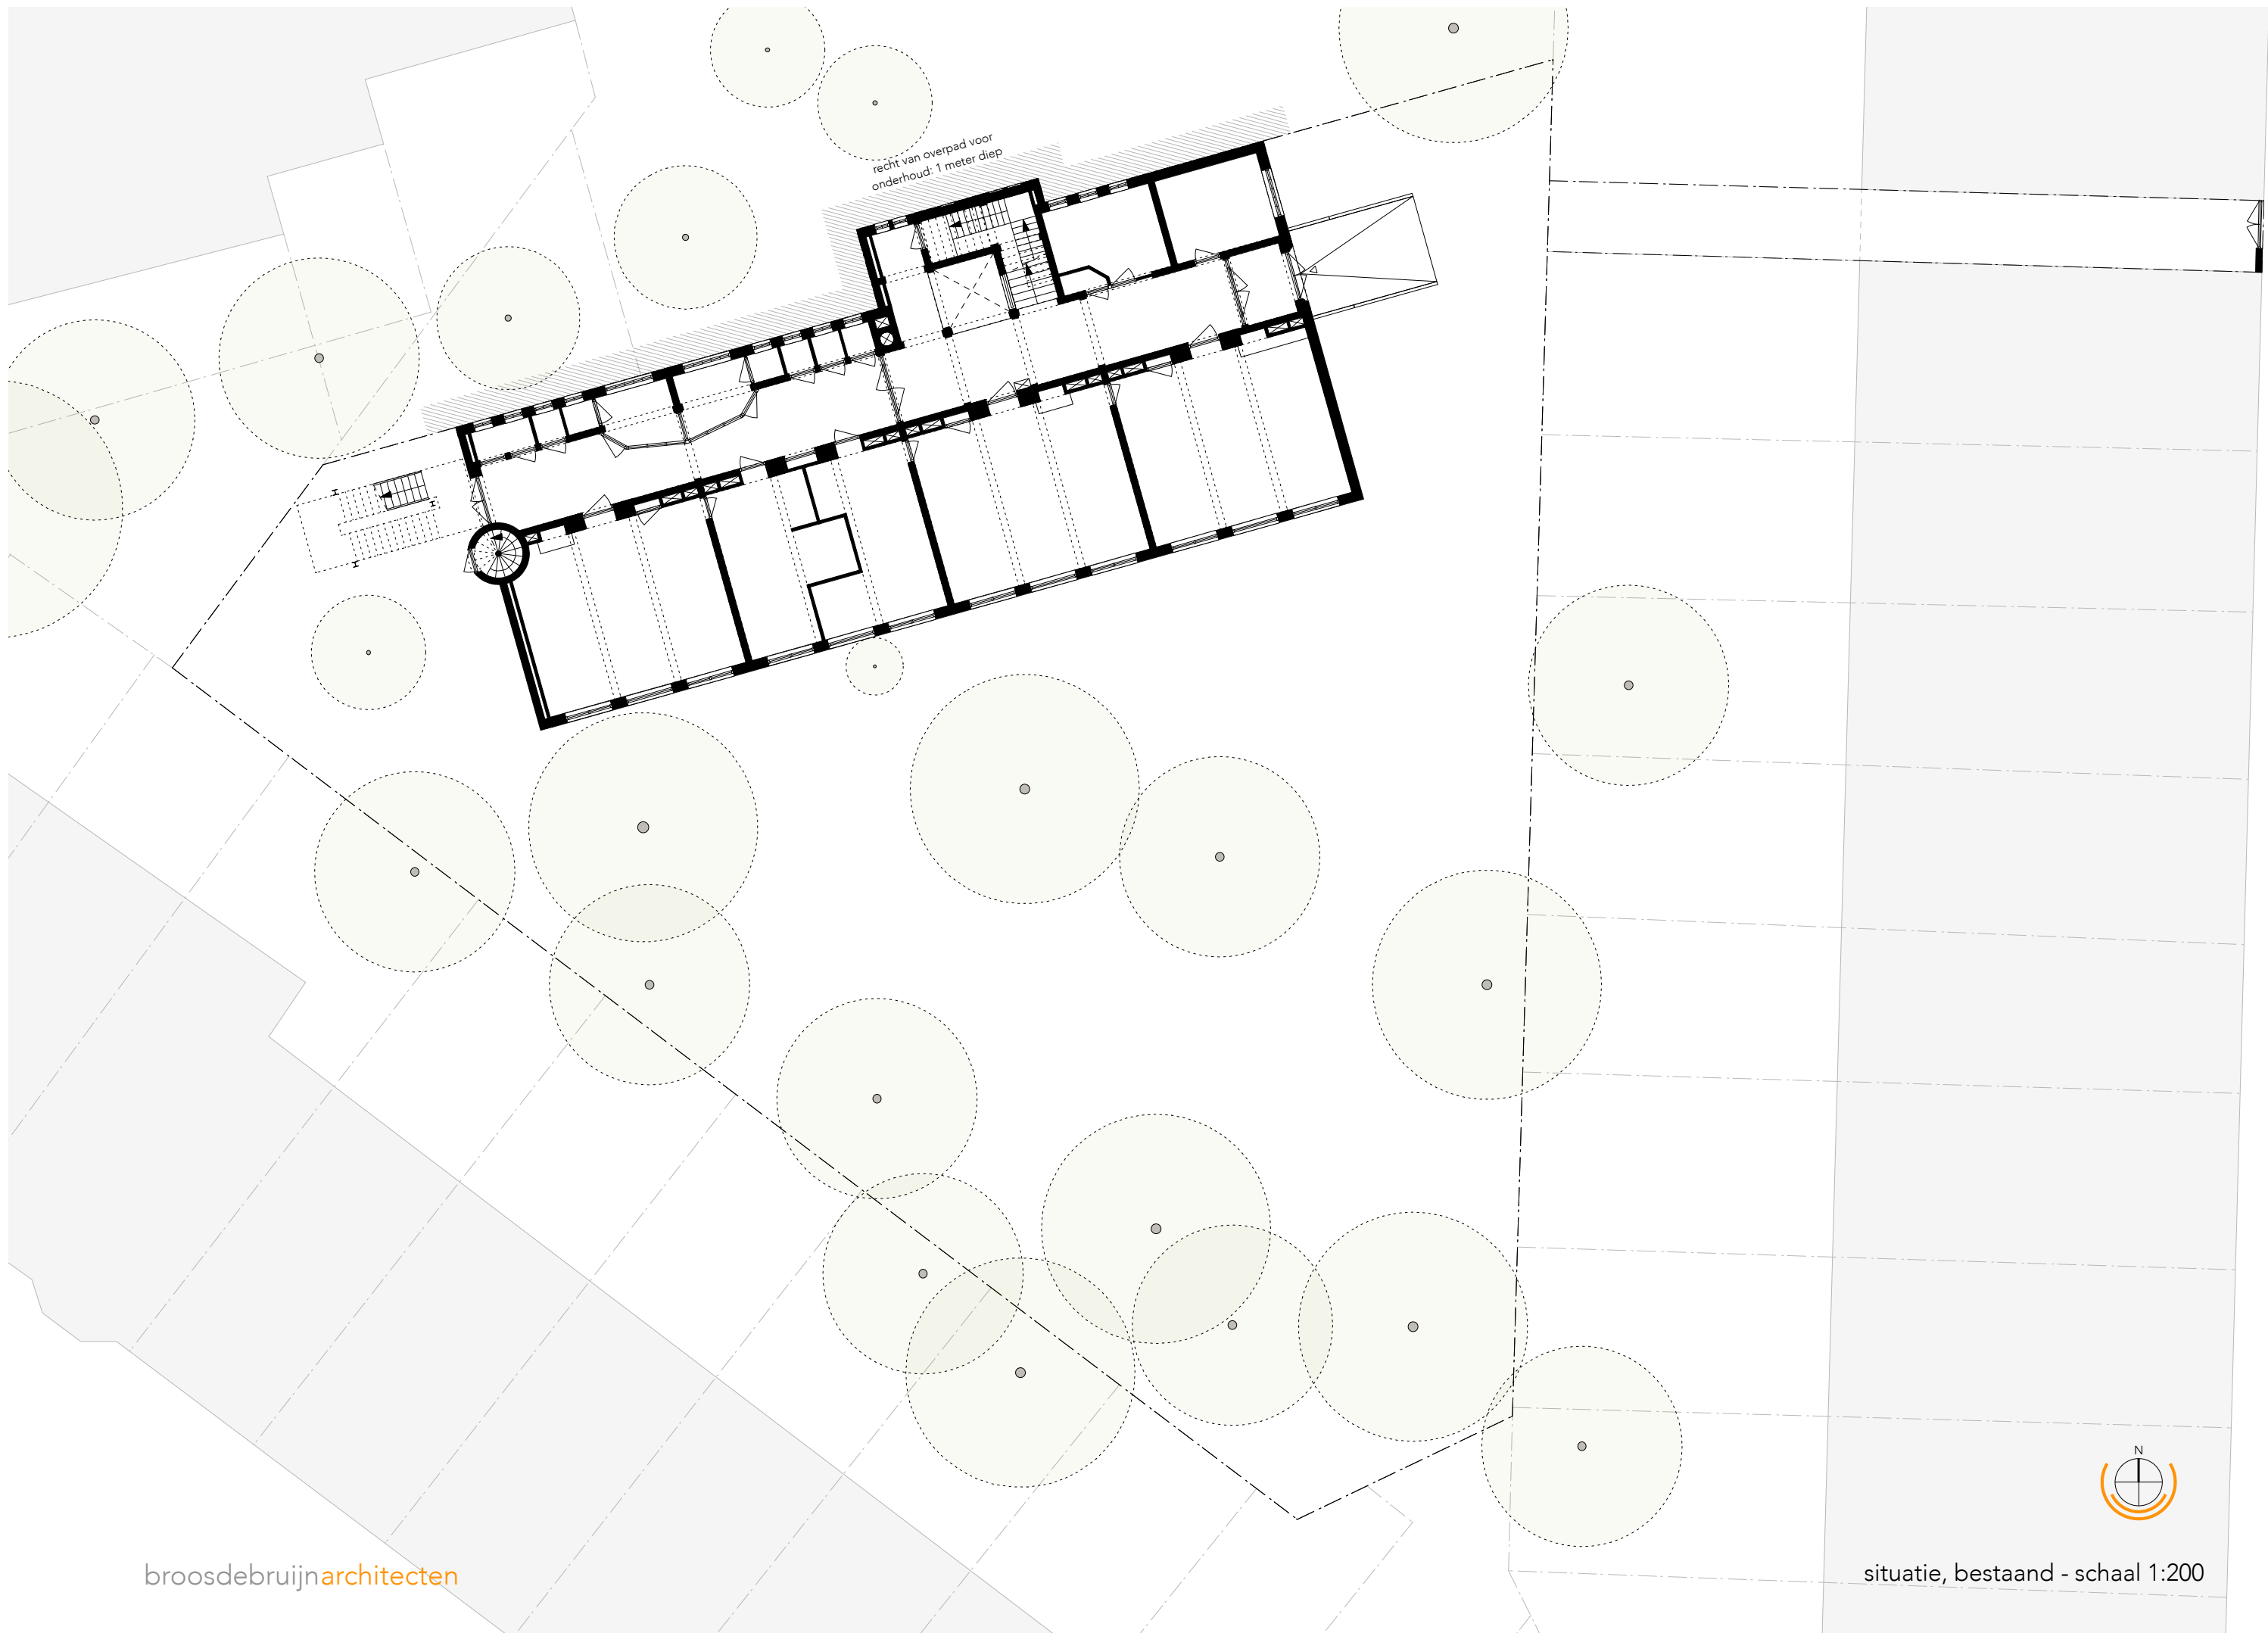 recht van overpad voor
onderhoud: 1 meter diep
N
broosdebruijnarchitecten
situatie, bestaand - schaal 1:200